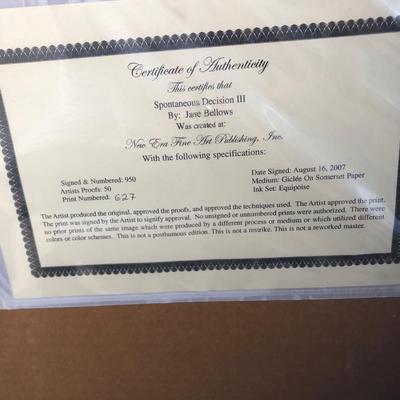 Certificate of Authenticity
This certifies that
Spontaneous Decision III
By: Jane Bellows
Was created at:
New Era Fine Art Publishing, Inc.
With the following specifications:
Signed & Numbered: 950
Artists Proofs: 50
Print Numbered: 627
Date Signed: August 16, 2007
Medium: Giclée On Somerset Paper
Ink Set: Equipoise
The Artist produced the original, approved the proofs, and approved the techniques used. The Artist approved the print.
The print was signed by the Artist to signify approval. No unsigned or unnumbered prints were authorized. There were
no prior prints of the same image which were produced by a different process or medium or which utilized different
colors or color schemes. This is not a posthumous edition. This is not a restrike. This is not a reworked master.